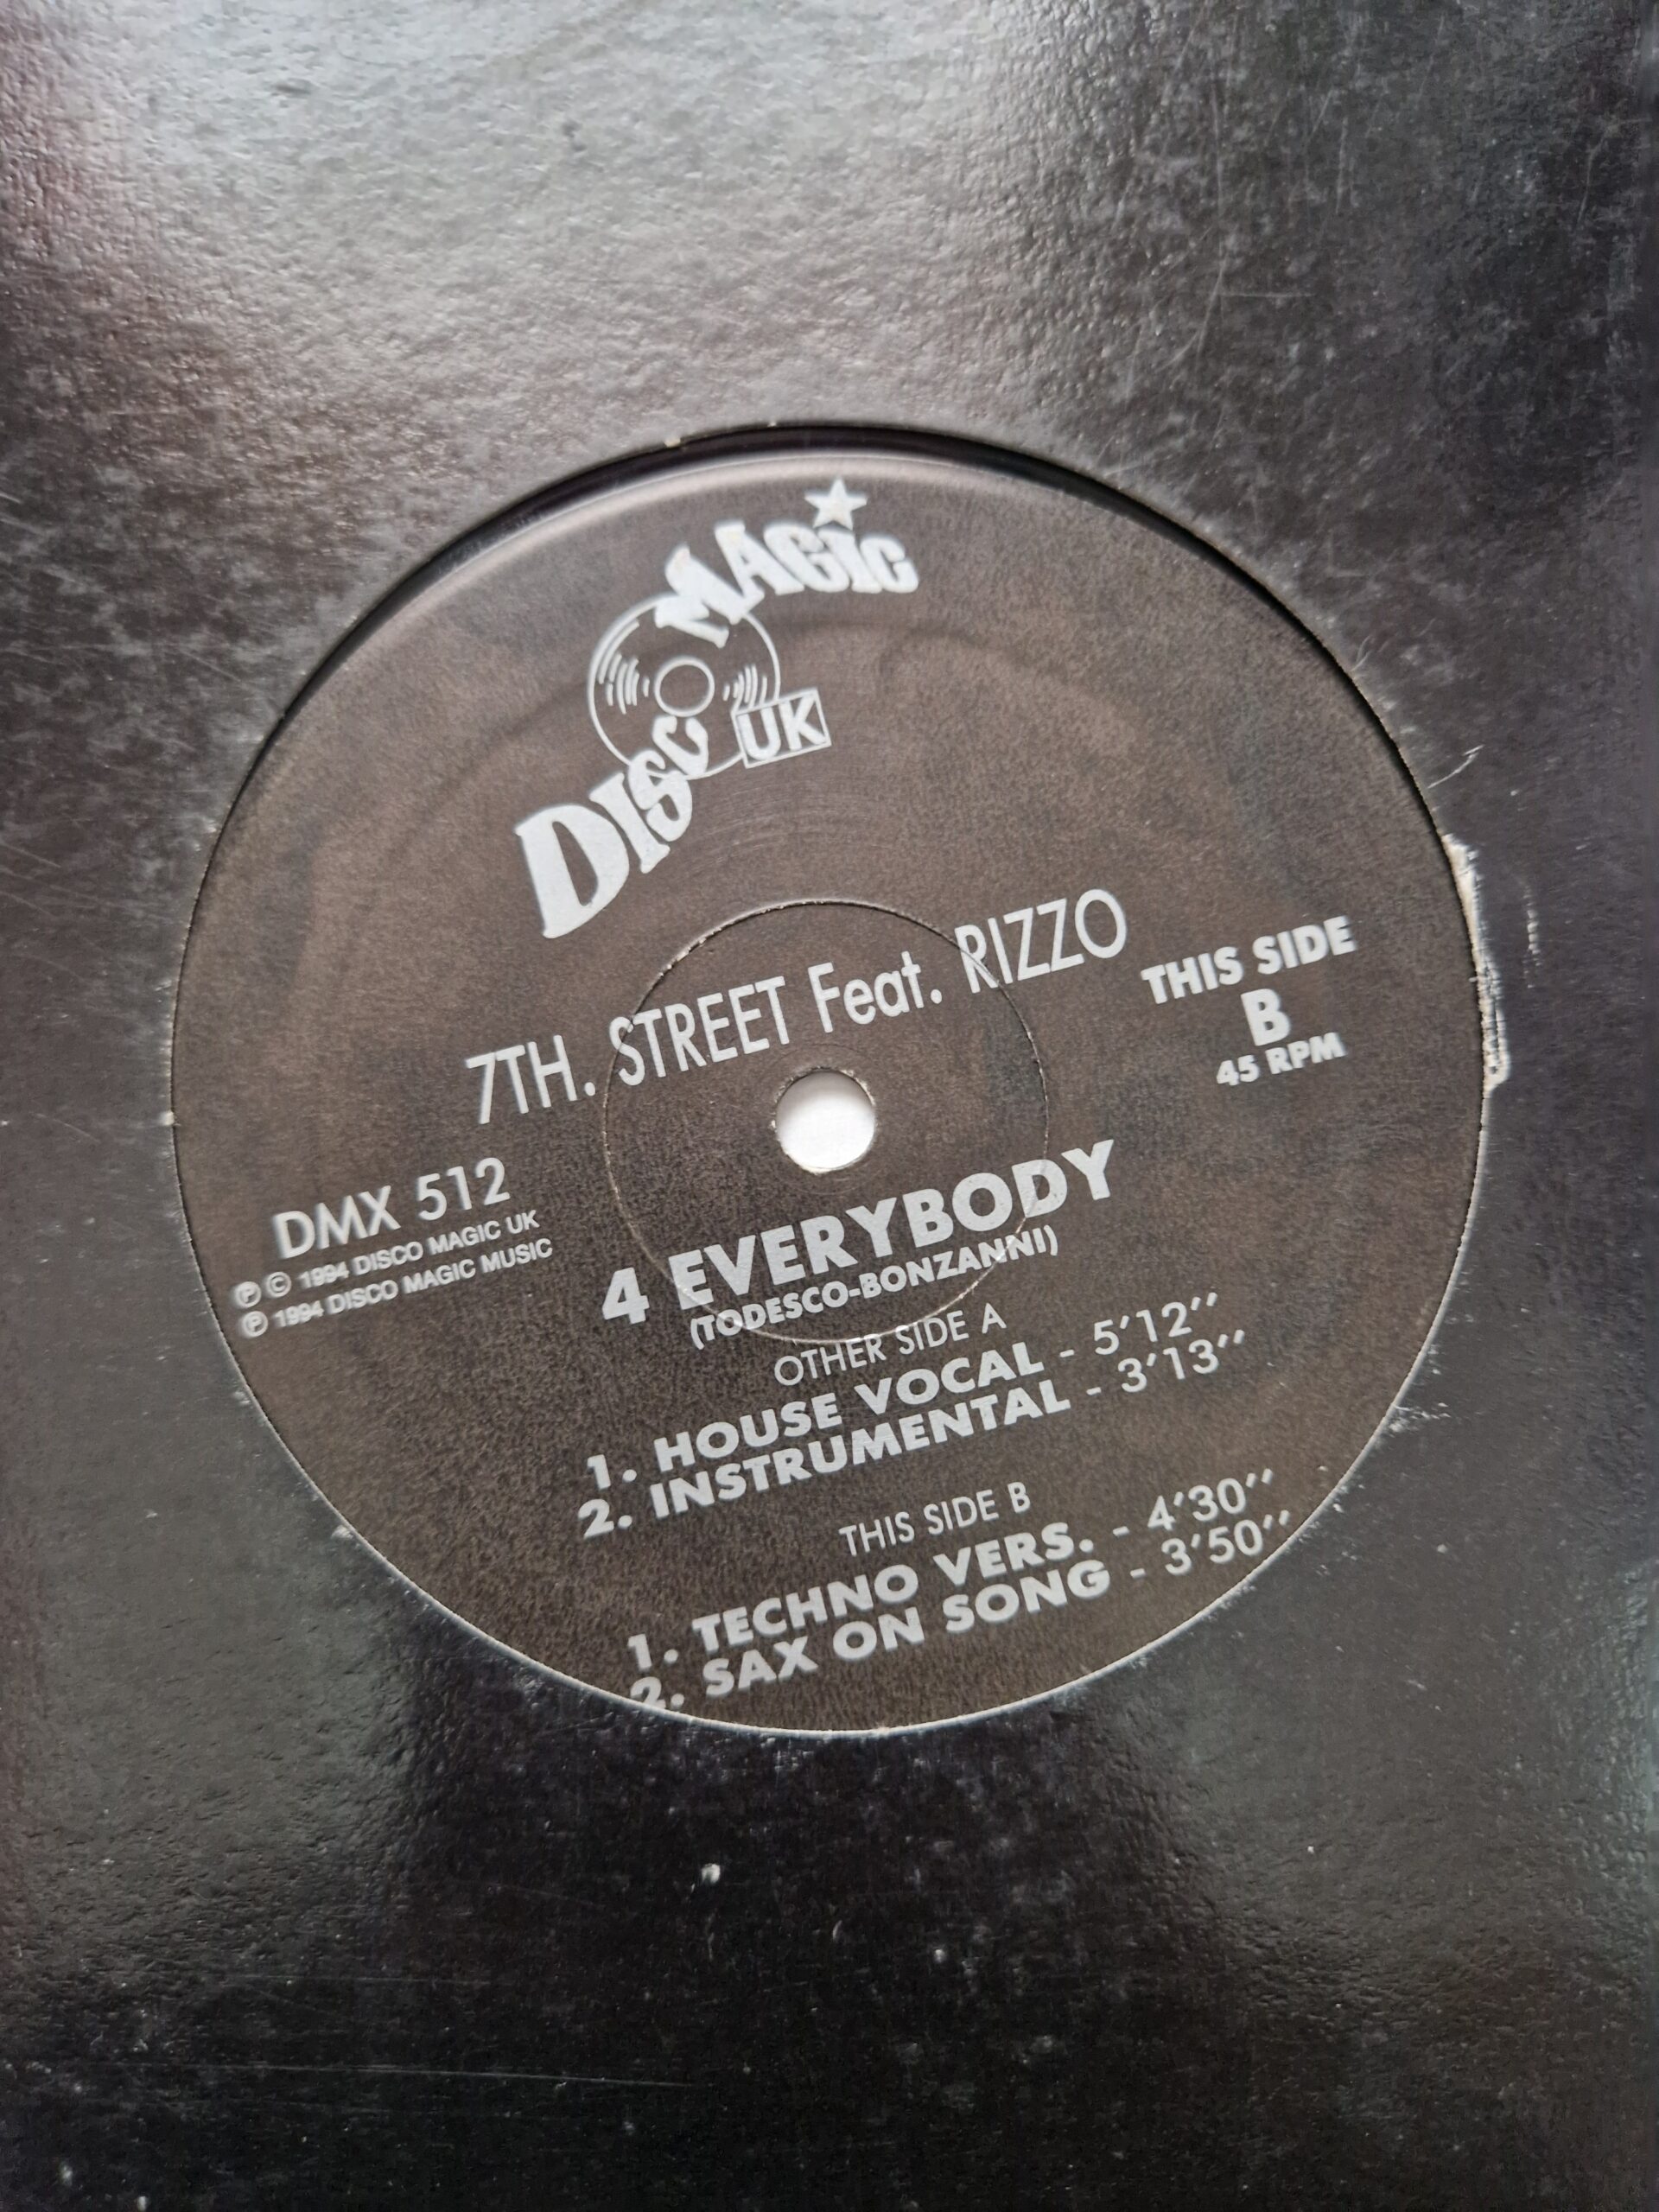 DISCO MAGIC
UK
7TH. STREET Feat. RIZZO
THIS SIDE
B
45 RPM
DMX 512
Ⓟ © 1994 DISCO MAGIC UK
Ⓟ 1994 DISCO MAGIC MUSIC
4 EVERYBODY
(TODESCO-BONZANNI)
OTHER SIDE A
1. HOUSE VOCAL - 5'12''
2. INSTRUMENTAL - 3'13''
THIS SIDE B
1. TECHNO VERS. - 4'30''
2. SAX ON SONG - 3'50''